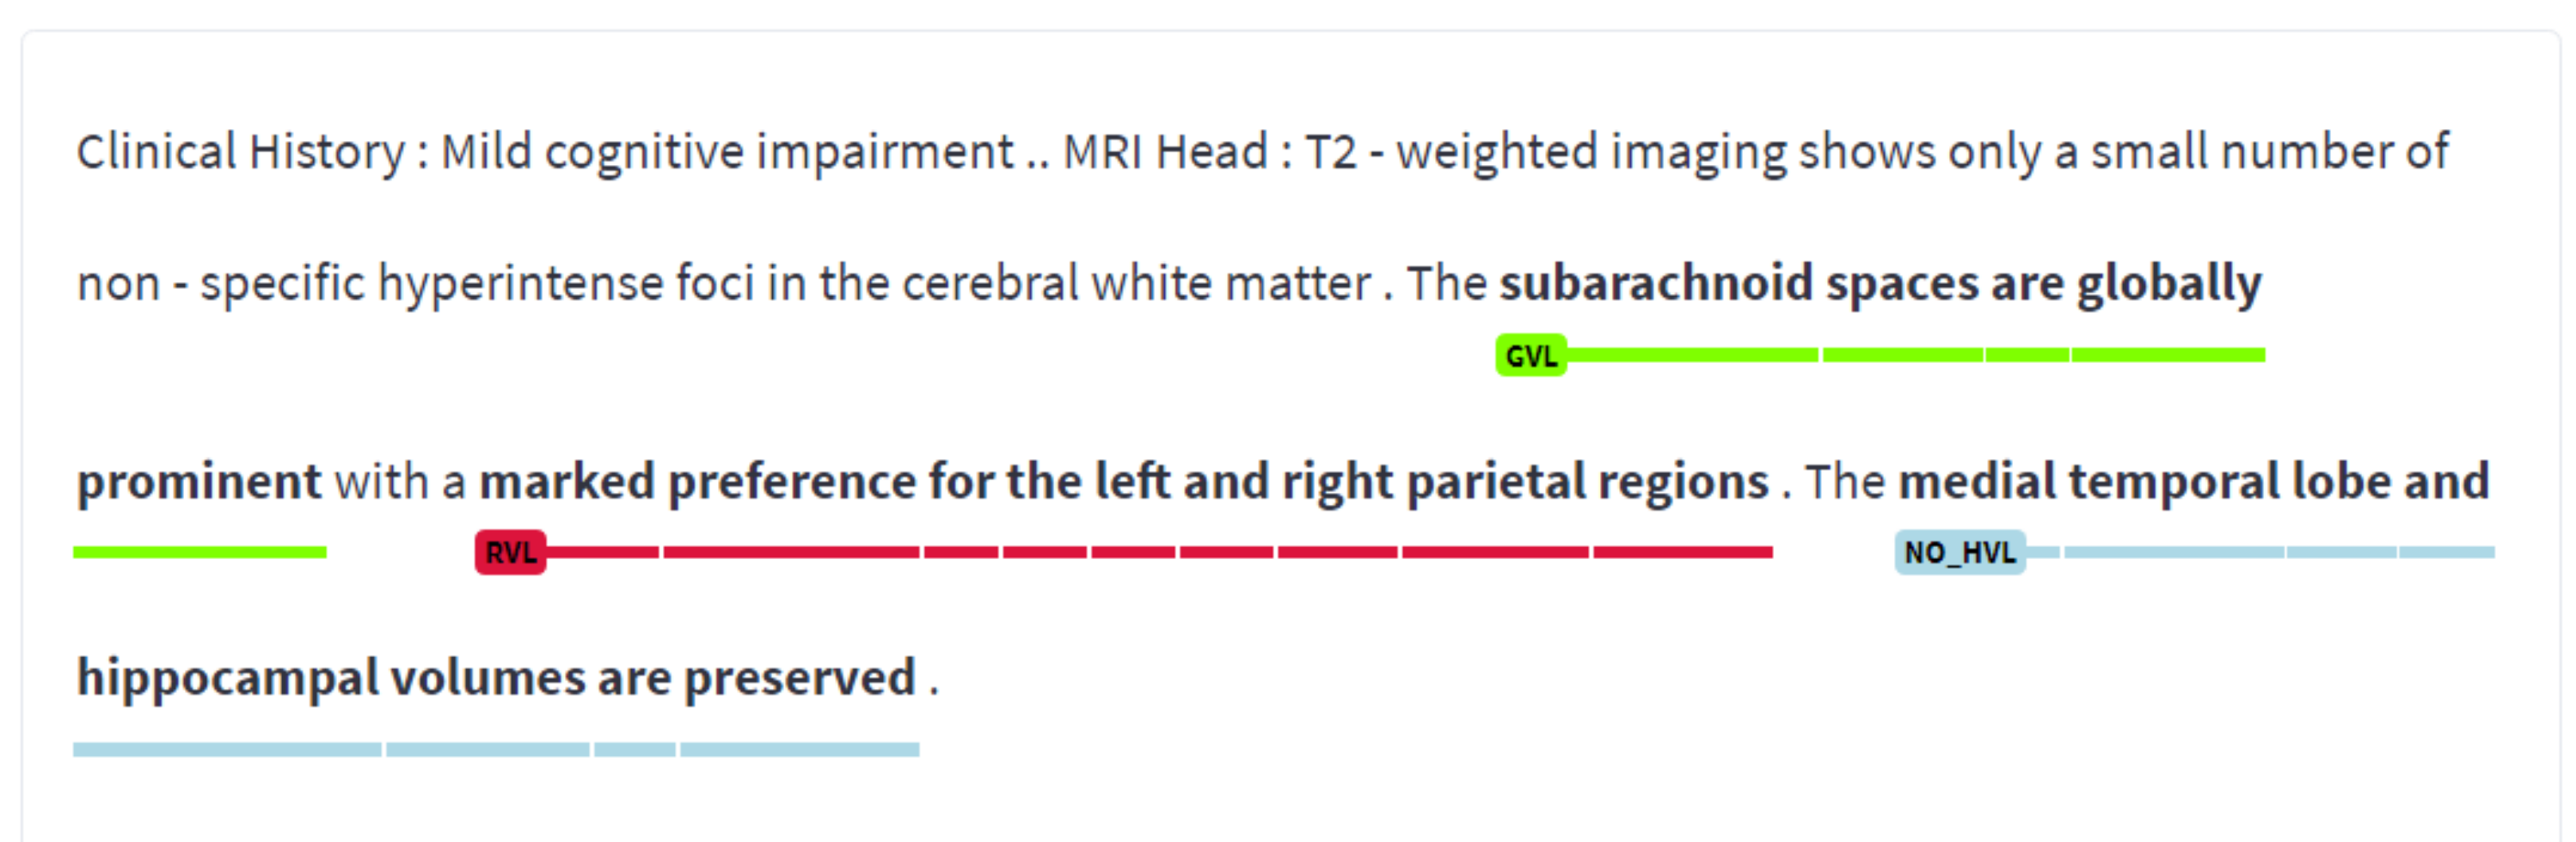 Clinical History : Mild cognitive impairment .. MRI Head : T2 - weighted imaging shows only a small number of
non - specific hyperintense foci in the cerebral white matter . The subarachnoid spaces are globally
GVL
prominent with a marked preference for the left and right parietal regions . The medial temporal lobe and
RVL NO_HVL
hippocampal volumes are preserved .